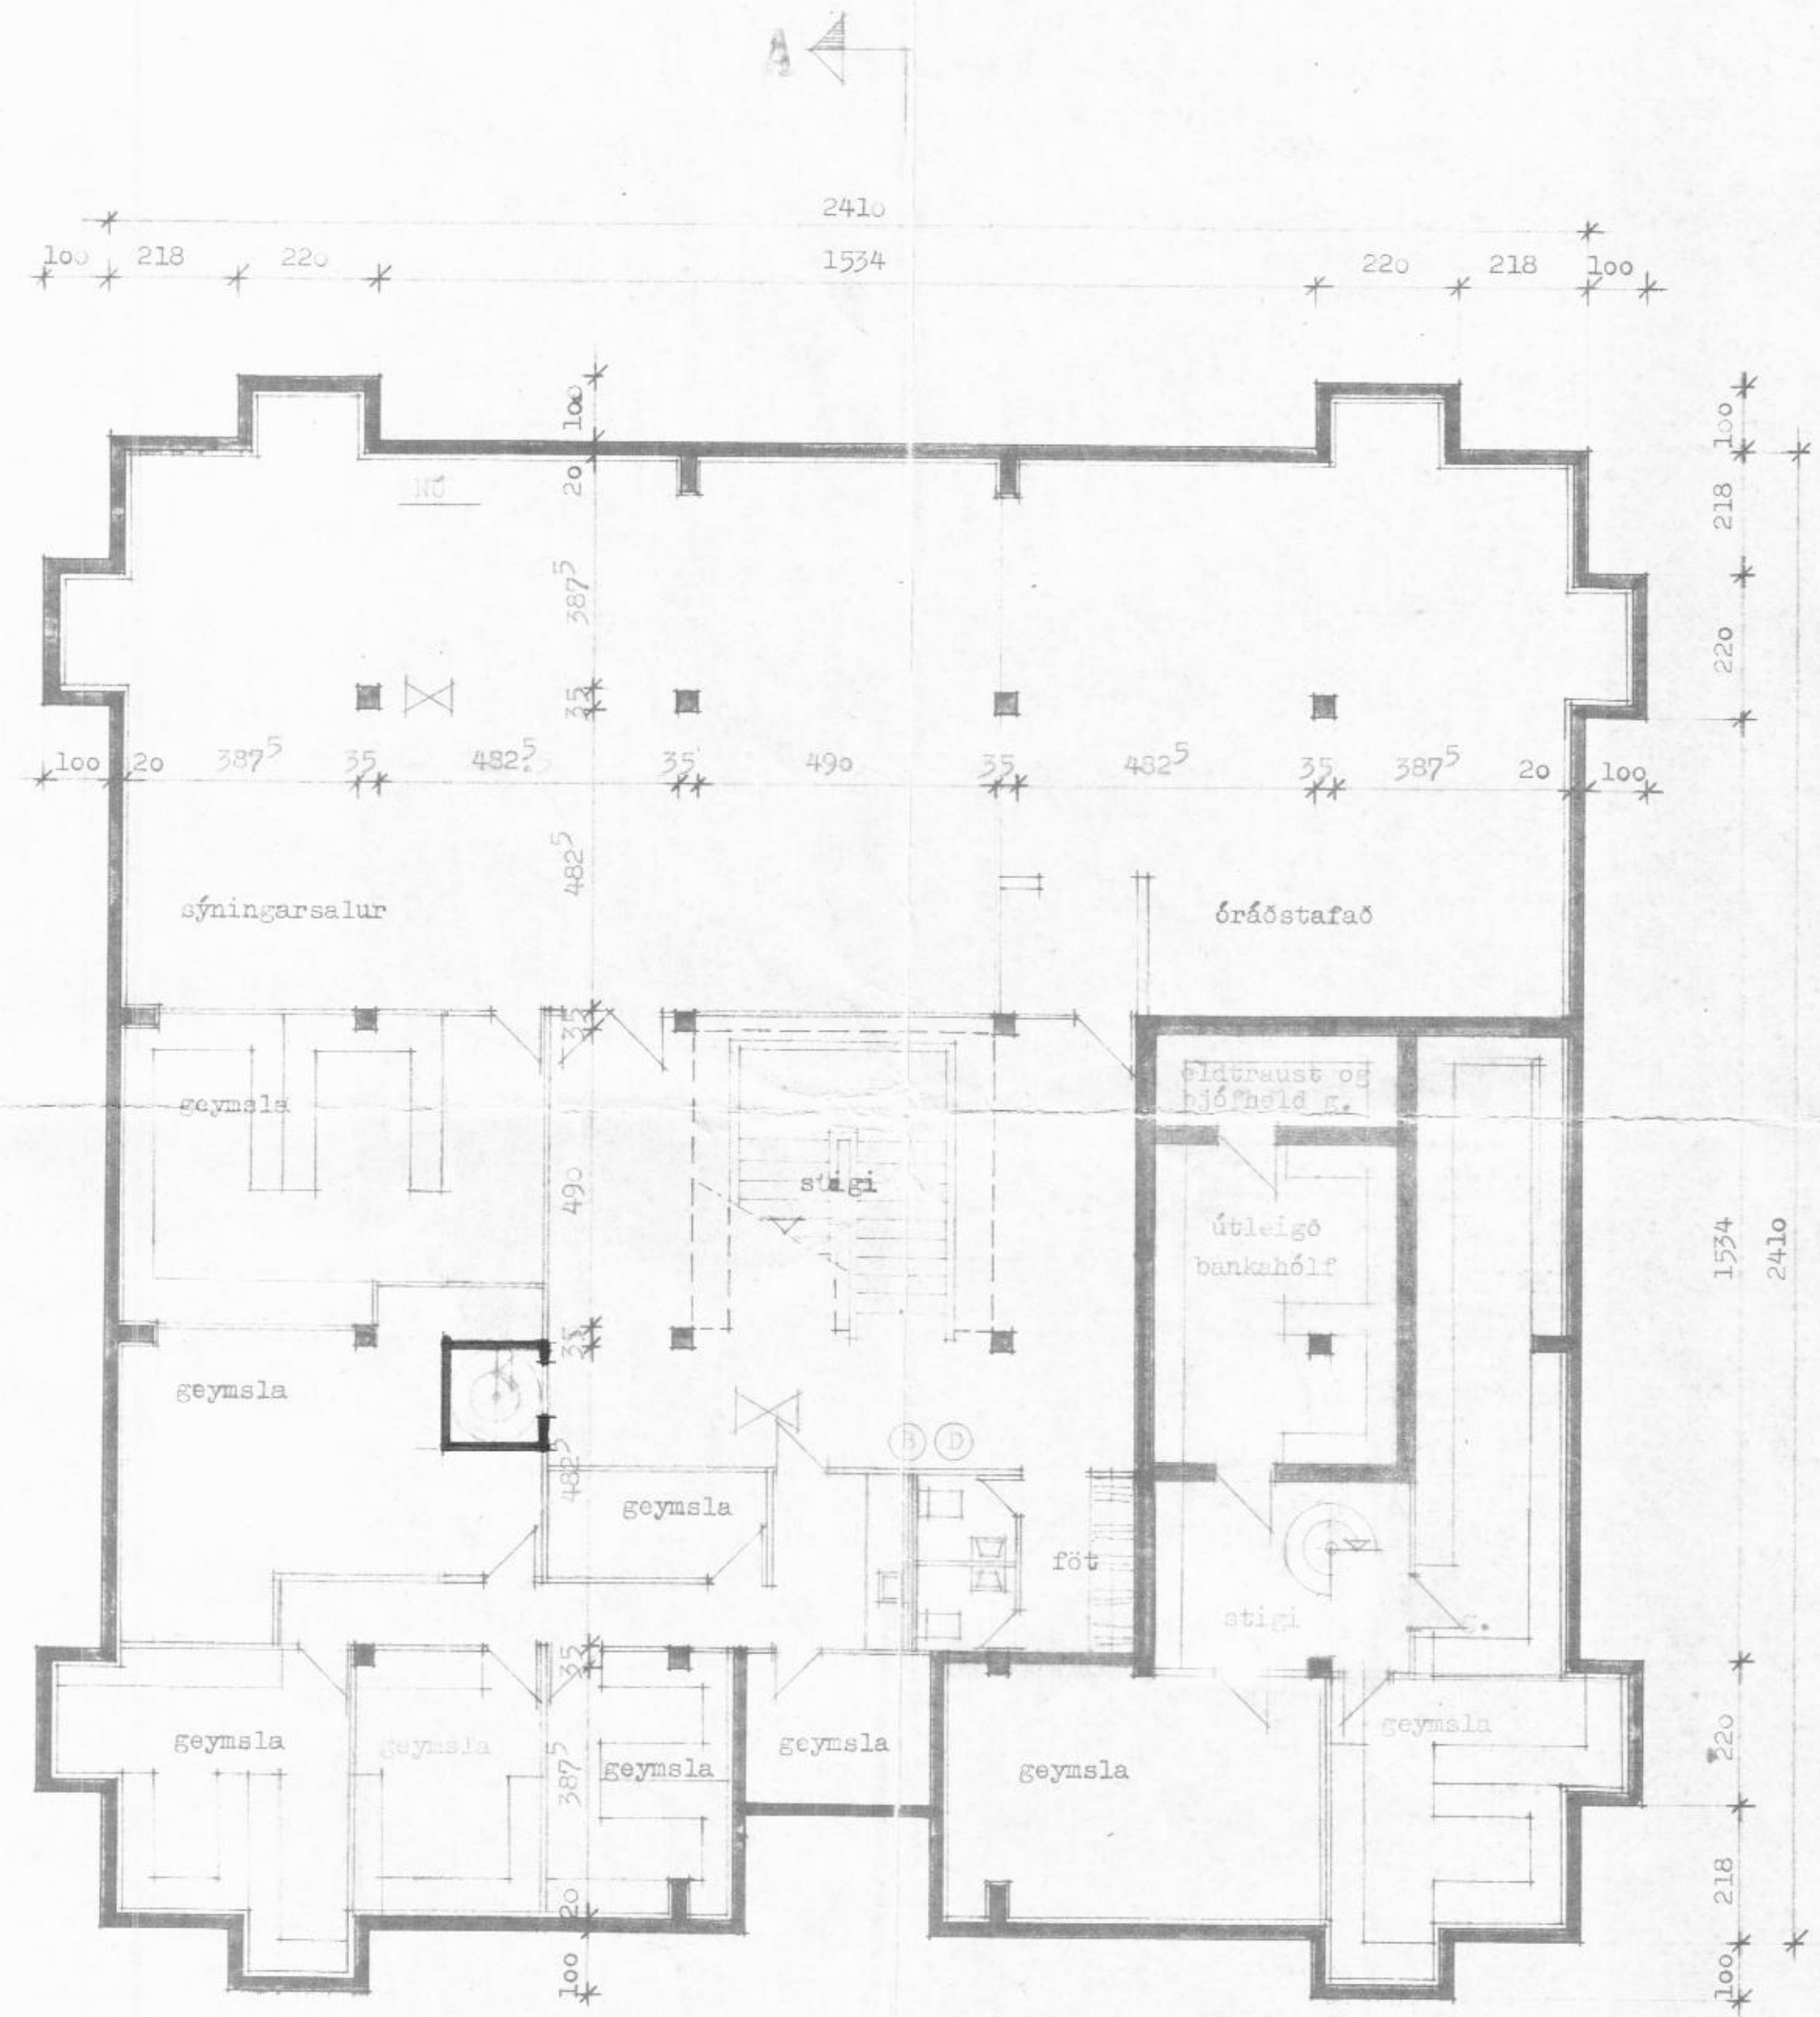 A
2410
100 218 220 1534 220 218 100
100
20
NÚ
387⁵
35
100 20 387⁵ 35 482⁵ 35 490 35 482⁵ 35 387⁵ 20 100
482⁵
sýningarsalur
óráðstafað
35
eldtraust og
þjófheld g.
geymsla
stigi
490
útleigð
bankahólf
35
geymsla
B D
482⁵
geymsla
föt
stigi
g.
35
geymsla
geymsla
geymsla
geymsla
geymsla
geymsla
387⁵
20
100
100
218
220
1534
2410
220
218
100